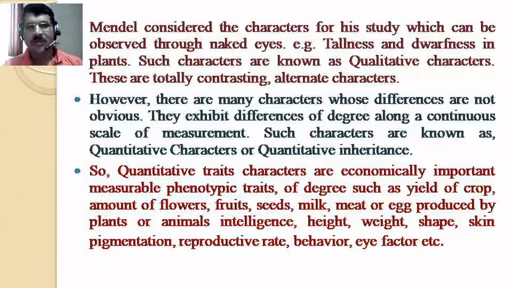 Mendel considered the characters for his study which can be
observed through naked eyes. e.g. Tallness and dwarfness in
plants. Such characters are known as Qualitative characters.
These are totally contrasting, alternate characters.
However, there are many characters whose differences are not
obvious. They exhibit differences of degree along a continuous
scale of measurement. Such characters are known as,
Quantitative Characters or Quantitative inheritance.
So, Quantitative traits characters are economically important
measurable phenotypic traits, of degree such as yield of crop,
amount of flowers, fruits, seeds, milk, meat or egg produced by
plants or animals intelligence, height, weight, shape, skin
pigmentation, reproductive rate, behavior, eye factor etc.